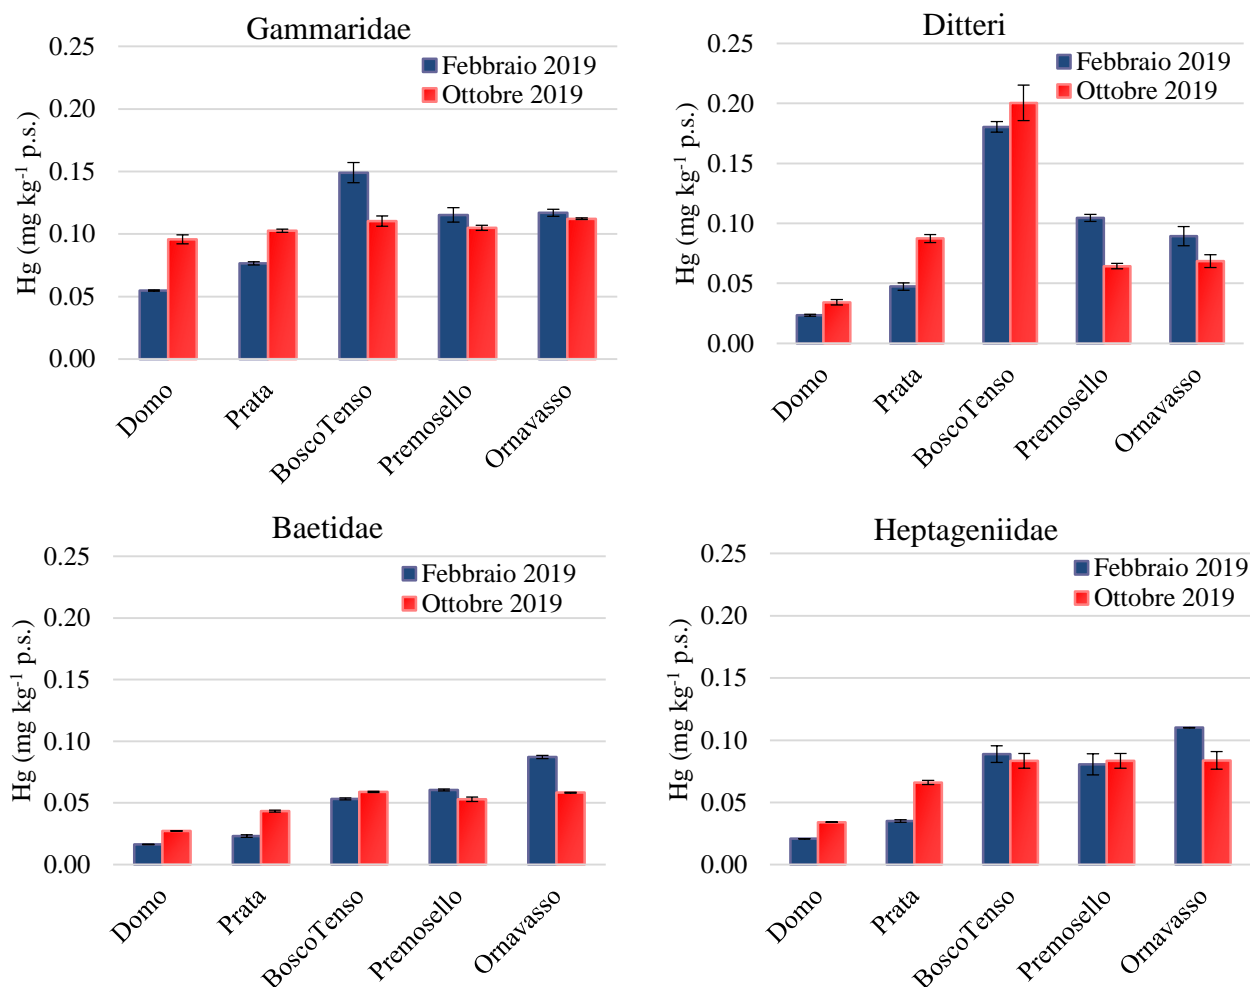 Gammaridae
Febbraio 2019
Ottobre 2019
Hg (mg kg-1 p.s.)
0.25
0.20
0.15
0.10
0.05
0.00
Domo
Prata
BoscoTenso
Premosello
Ornavasso
Ditteri
Febbraio 2019
Ottobre 2019
Hg (mg kg-1 p.s.)
0.25
0.20
0.15
0.10
0.05
0.00
Domo
Prata
BoscoTenso
Premosello
Ornavasso
Baetidae
Febbraio 2019
Ottobre 2019
Hg (mg kg-1 p.s.)
0.25
0.20
0.15
0.10
0.05
0.00
Domo
Prata
BoscoTenso
Premosello
Ornavasso
Heptageniidae
Febbraio 2019
Ottobre 2019
Hg (mg kg-1 p.s.)
0.25
0.20
0.15
0.10
0.05
0.00
Domo
Prata
BoscoTenso
Premosello
Ornavasso